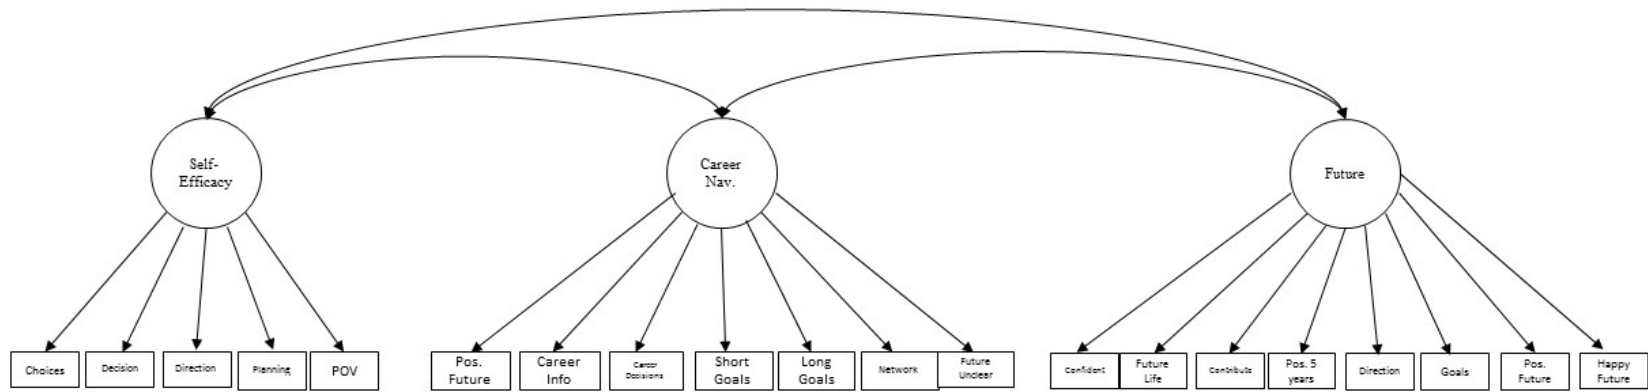 Self-
Efficacy
Career
Nav.
Future
Choices
Decision
Direction
Planning
POV
Pos.
Future
Career
Info
Career
Decisions
Short
Goals
Long
Goals
Network
Future
Unclear
Confident
Future
Life
Contribute
Pos. 5
years
Direction
Goals
Pos.
Future
Happy
Future